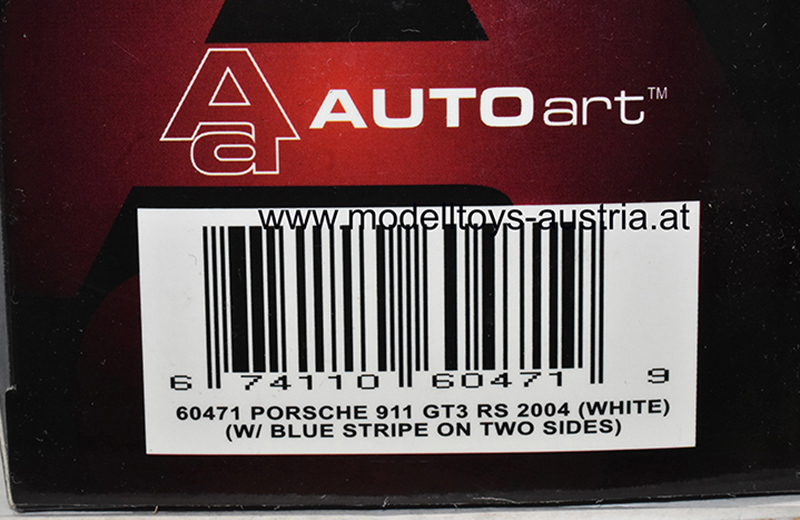 Aa AUTOart™
www.modelltoys-austria.at
6 74110 60471 9
60471 PORSCHE 911 GT3 RS 2004 (WHITE)
(W/ BLUE STRIPE ON TWO SIDES)